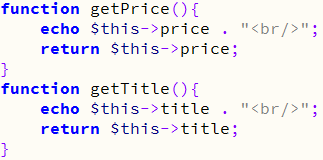 function getPrice(){
    echo $this->price . "<br/>";
    return $this->price;
}
function getTitle(){
    echo $this->title . "<br/>";
    return $this->title;
}